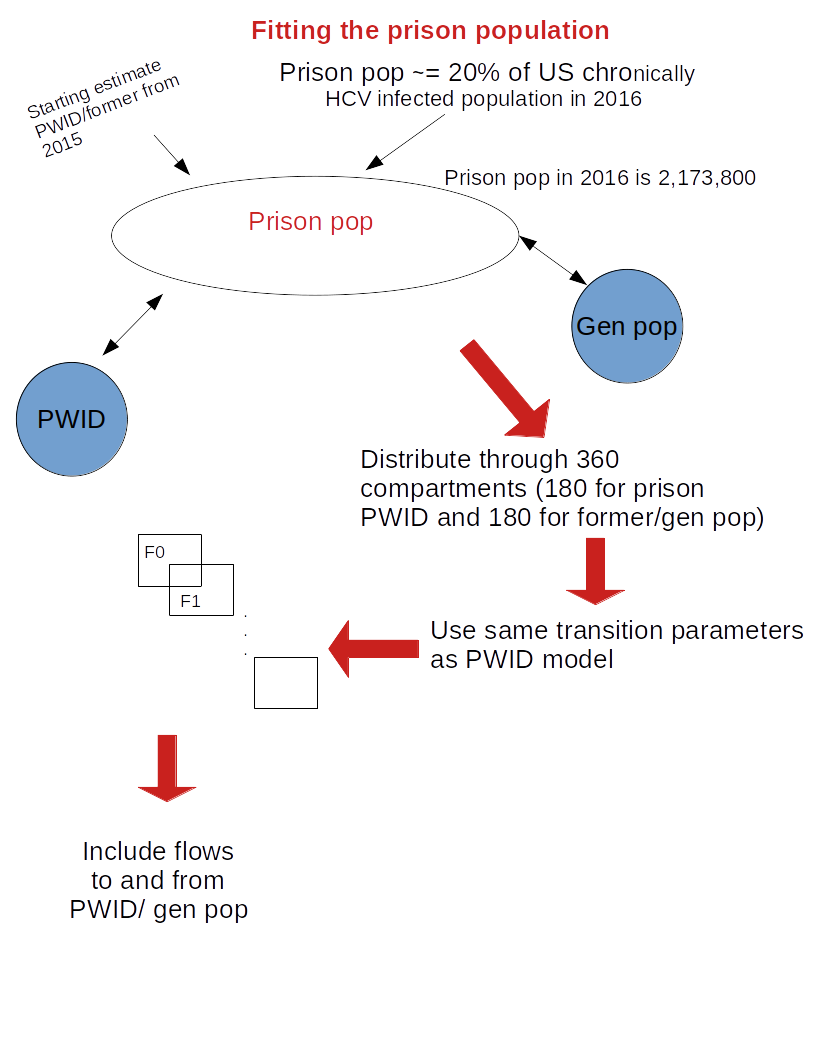 Fitting the prison population
Prison pop ~= 20% of US chronically
HCV infected population in 2016
Starting estimate
PWID/former from
2015
Prison pop in 2016 is 2,173,800
Prison pop
Gen pop
PWID
Distribute through 360
compartments (180 for prison
PWID and 180 for former/gen pop)
F0
F1
.
.
.
Use same transition parameters
as PWID model
Include flows
to and from
PWID/ gen pop